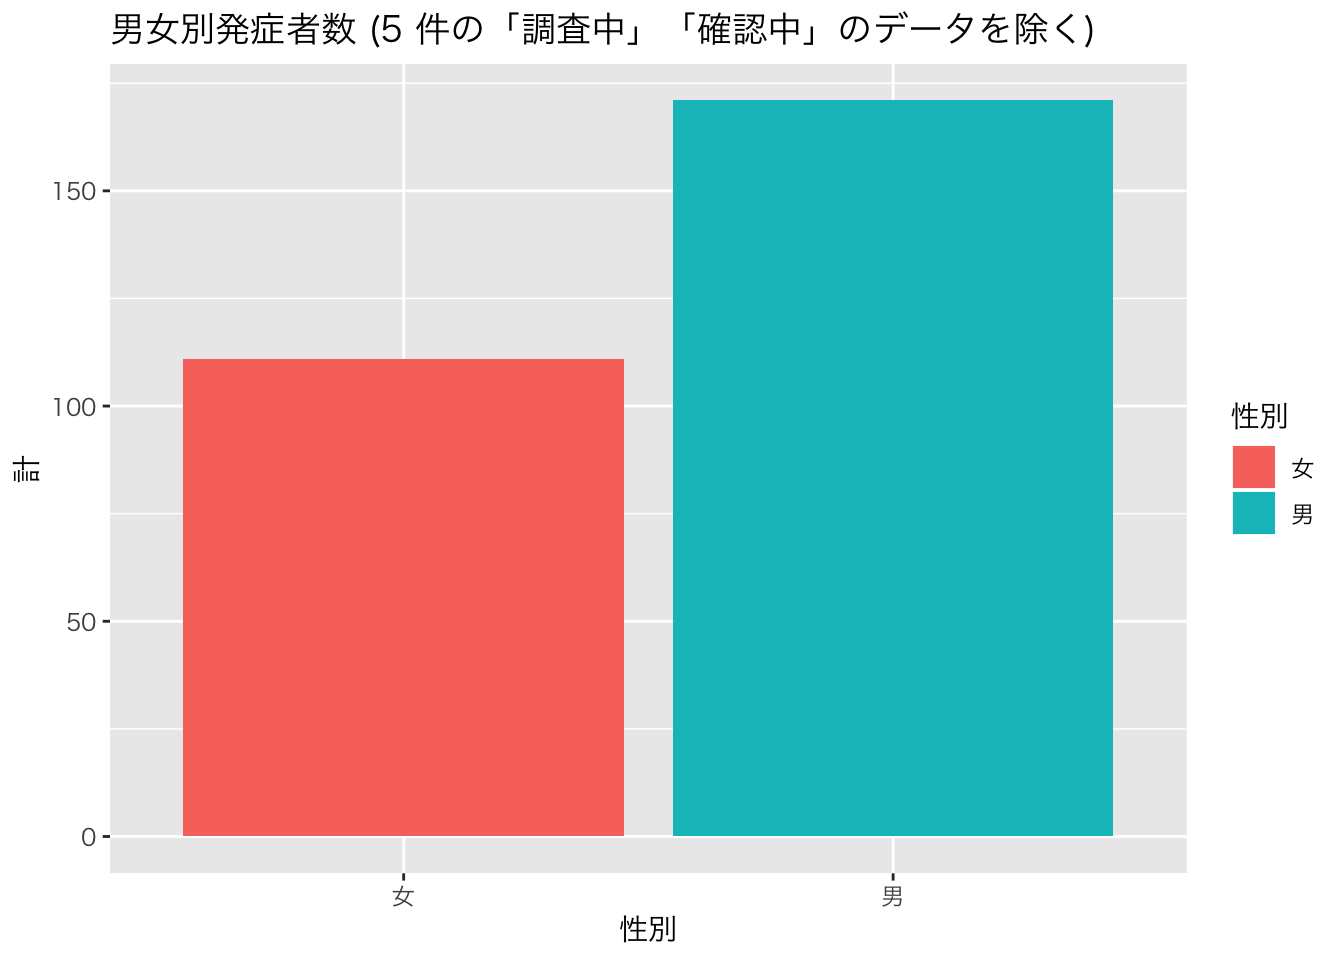 男女別発症者数 (5 件の「調査中」「確認中」のデータを除く)
計
150
100
50
0
女
男
性別
性別
女
男